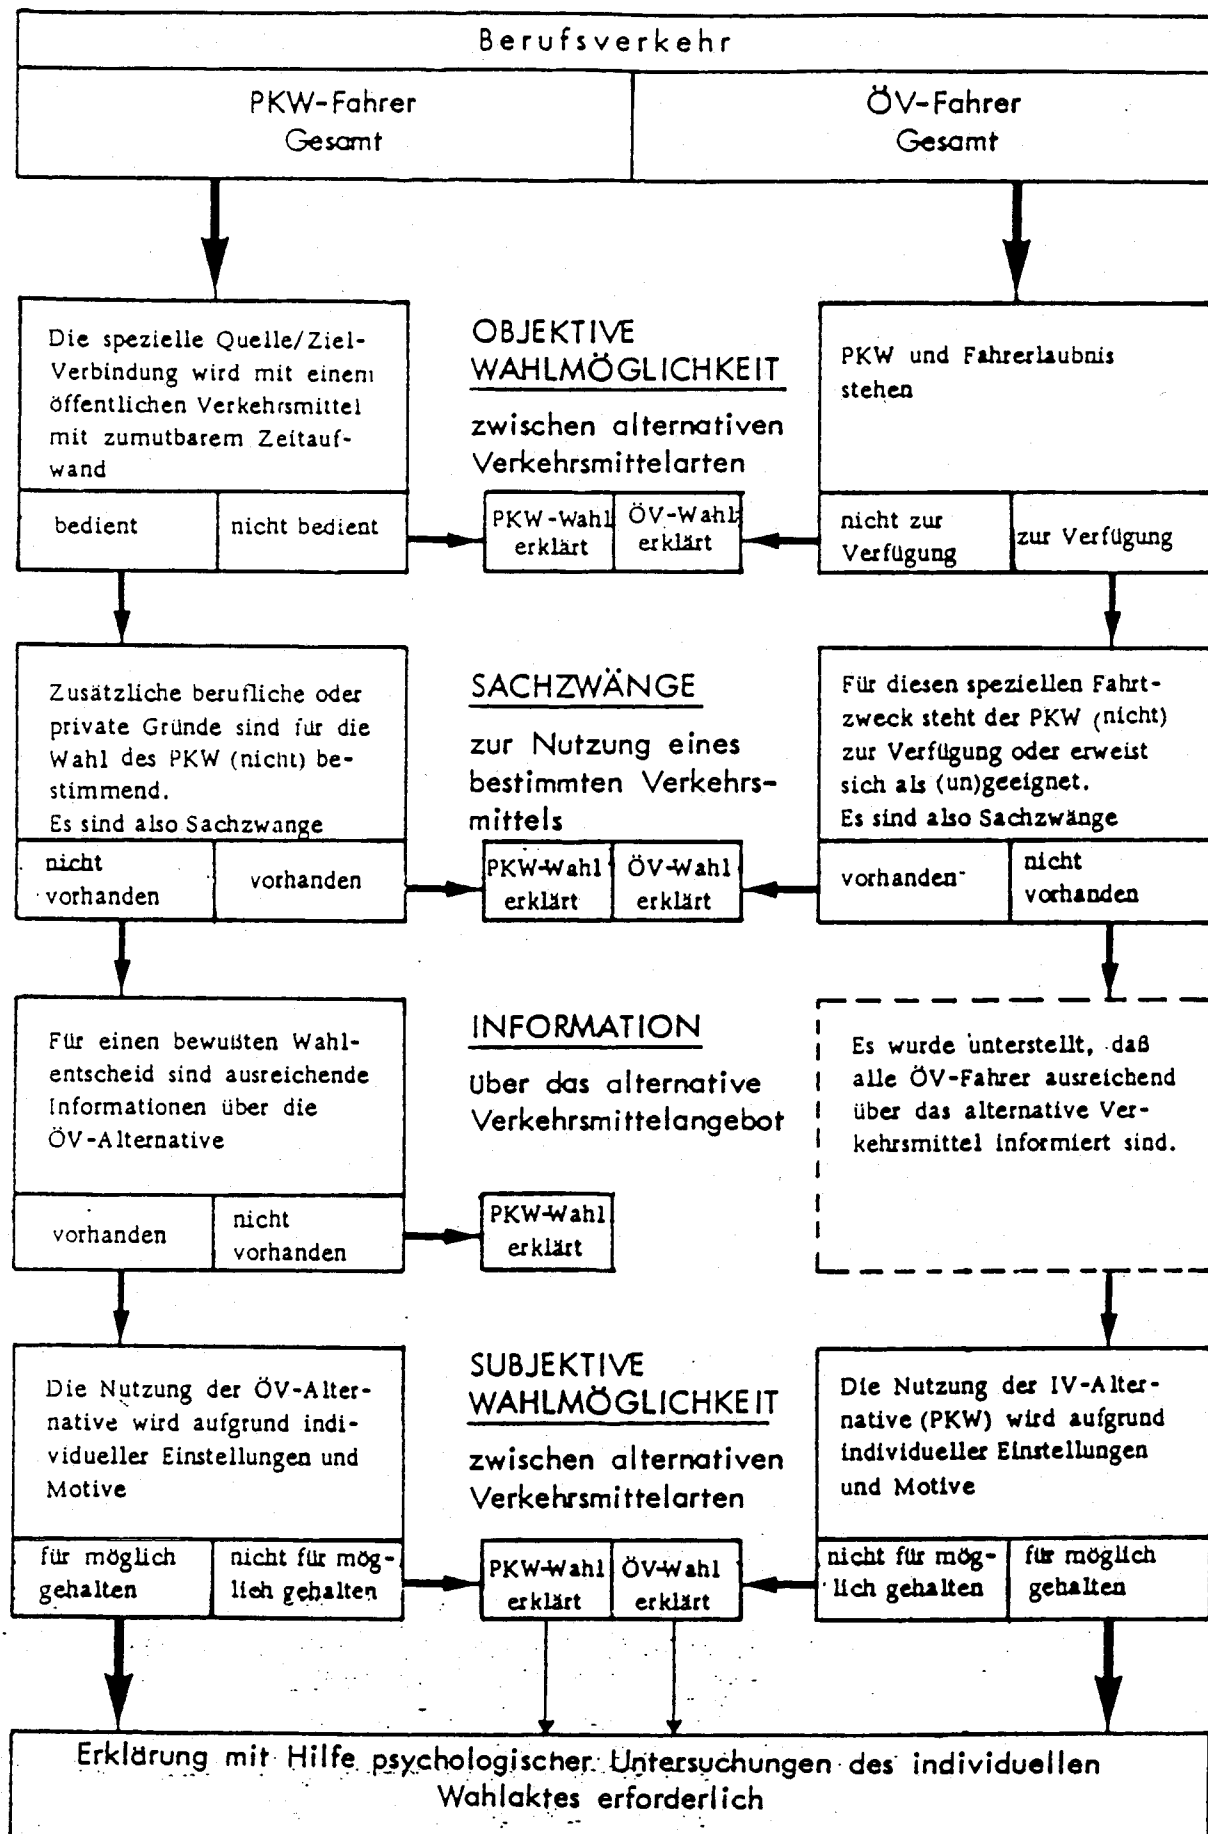 Berufsverkehr
PKW-Fahrer
Gesamt
ÖV-Fahrer
Gesamt
Die spezielle Quelle/Ziel-
Verbindung wird mit einem
öffentlichen Verkehrsmittel
mit zumutbarem Zeitauf-
wand
bedient
nicht bedient
OBJEKTIVE
WAHLMÖGLICHKEIT
zwischen alternativen
Verkehrsmittelarten
PKW-Wahl
erklärt
ÖV-Wahl
erklärt
PKW und Fahrerlaubnis
stehen
nicht zur
Verfügung
zur Verfügung
Zusätzliche berufliche oder
private Gründe sind für die
Wahl des PKW (nicht) be-
stimmend.
Es sind also Sachzwänge
nicht
vorhanden
vorhanden
SACHZWÄNGE
zur Nutzung eines
bestimmten Verkehrs-
mittels
PKW-Wahl
erklärt
ÖV-Wahl
erklärt
Für diesen speziellen Fahrt-
zweck steht der PKW (nicht)
zur Verfügung oder erweist
sich als (un)geeignet.
Es sind also Sachzwänge
vorhanden
nicht
vorhanden
Für einen bewußten Wahl-
entscheid sind ausreichende
Informationen über die
ÖV-Alternative
vorhanden
nicht
vorhanden
INFORMATION
über das alternative
Verkehrsmittelangebot
PKW-Wahl
erklärt
Es wurde unterstellt, daß
alle ÖV-Fahrer ausreichend
über das alternative Ver-
kehrsmittel informiert sind.
Die Nutzung der ÖV-Alter-
native wird aufgrund indi-
vidueller Einstellungen und
Motive
für möglich
gehalten
nicht für mög-
lich gehalten
SUBJEKTIVE
WAHLMÖGLICHKEIT
zwischen alternativen
Verkehrsmittelarten
PKW-Wahl
erklärt
ÖV-Wahl
erklärt
Die Nutzung der IV-Alter-
native (PKW) wird aufgrund
individueller Einstellungen
und Motive
nicht für mög-
lich gehalten
für möglich
gehalten
Erklärung mit Hilfe psychologischer Untersuchungen des individuellen
Wahlaktes erforderlich